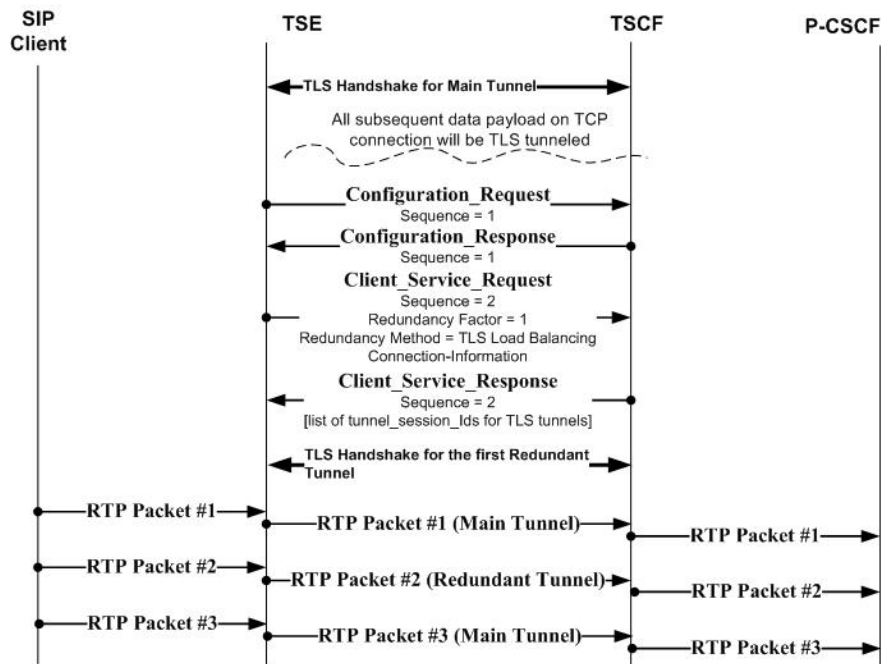 SIP
Client
TSE
TSCF
P-CSCF
TLS Handshake for Main Tunnel
All subsequent data payload on TCP
connection will be TLS tunneled
Configuration_Request
Sequence = 1
Configuration_Response
Sequence = 1
Client_Service_Request
Sequence = 2
Redundancy Factor = 1
Redundancy Method = TLS Load Balancing
Connection-Information
Client_Service_Response
Sequence = 2
[list of tunnel_session_Ids for TLS tunnels]
TLS Handshake for the first Redundant
Tunnel
RTP Packet #1
RTP Packet #1 (Main Tunnel)
RTP Packet #1
RTP Packet #2
RTP Packet #2 (Redundant Tunnel)
RTP Packet #2
RTP Packet #3
RTP Packet #3 (Main Tunnel)
RTP Packet #3